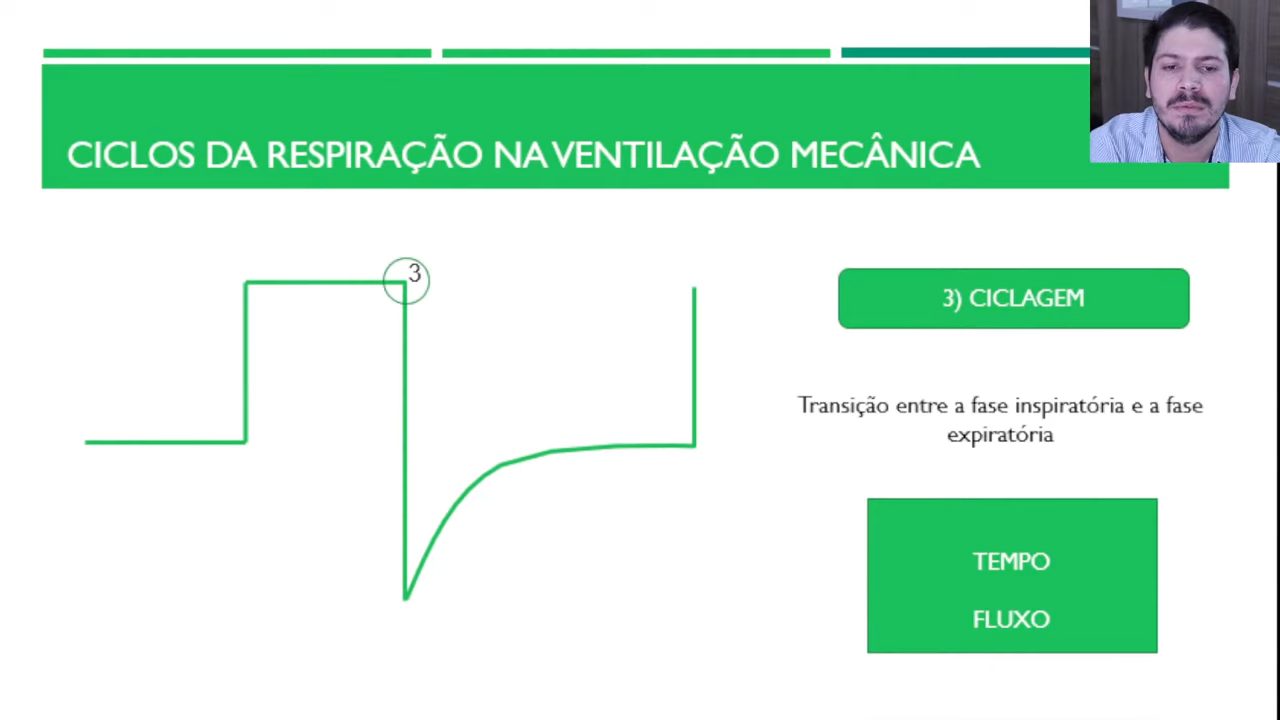 CICLOS DA RESPIRAÇÃO NA VENTILAÇÃO MECÂNICA
3
3) CICLAGEM
Transição entre a fase inspiratória e a fase
expiratória
TEMPO
FLUXO